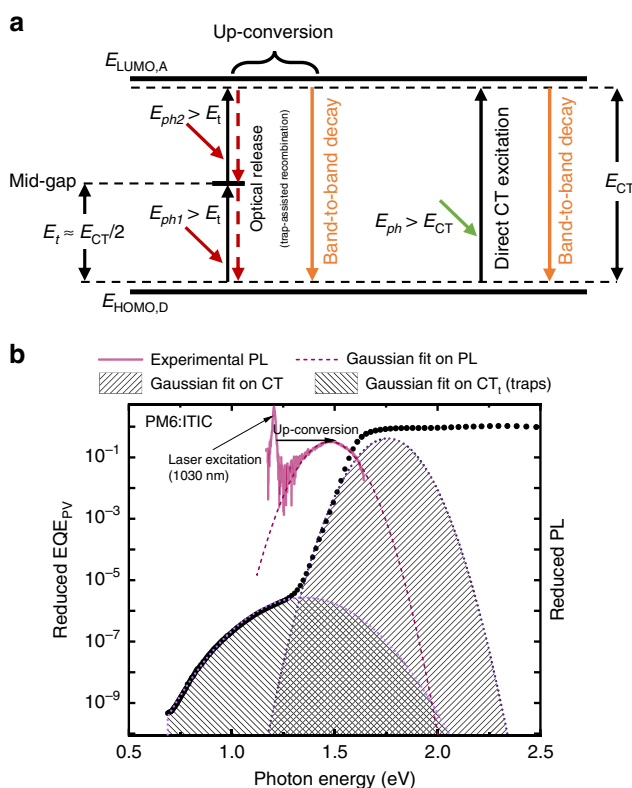 a
Up-conversion
E_LUMO,A
E_ph2 > E_t
Mid-gap
E_t ≈ E_CT/2
E_ph1 > E_t
Optical release
(trap-assisted recombination)
Band-to-band decay
E_ph > E_CT
Direct CT excitation
Band-to-band decay
E_CT
E_HOMO,D
b
Experimental PL
Gaussian fit on PL
Gaussian fit on CT
Gaussian fit on CT_t (traps)
PM6:ITIC
Up-conversion
Laser excitation
(1030 nm)
Reduced EQE_PV
Reduced PL
10^-1
10^-3
10^-5
10^-7
10^-9
0.5 1.0 1.5 2.0 2.5
Photon energy (eV)